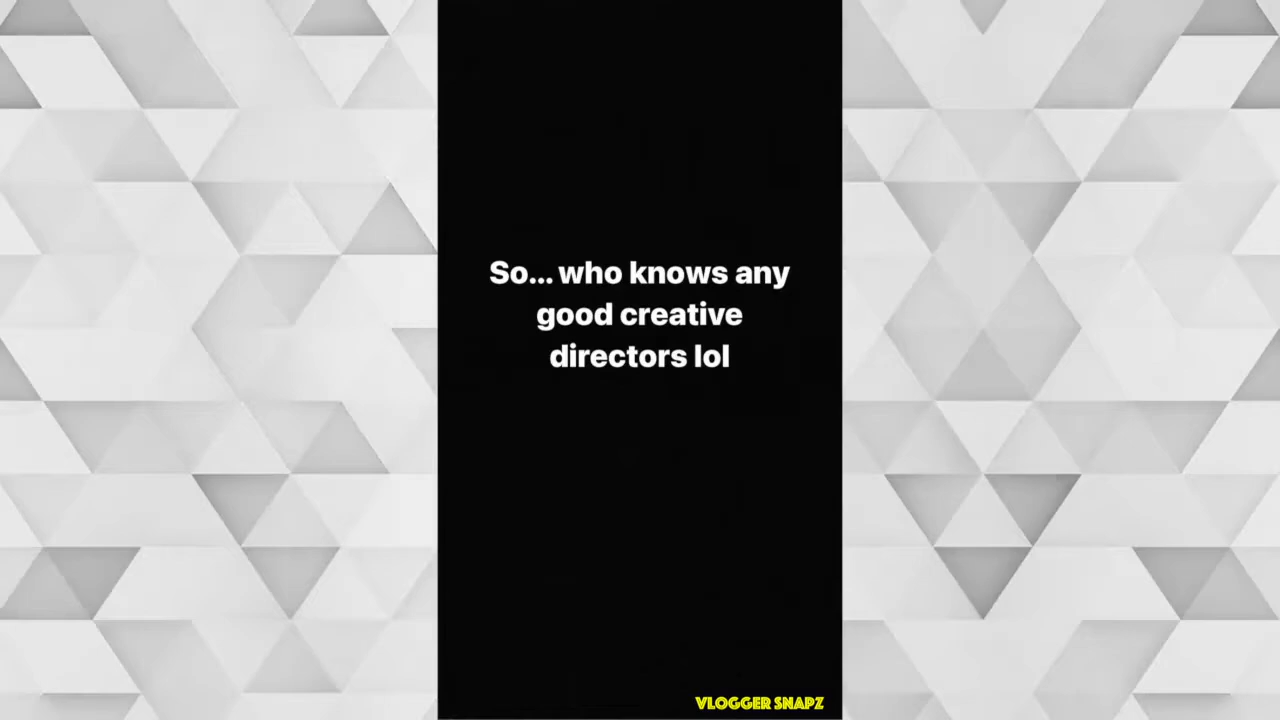 So... who knows any
good creative
directors lol
VLOGGER SNAPZ